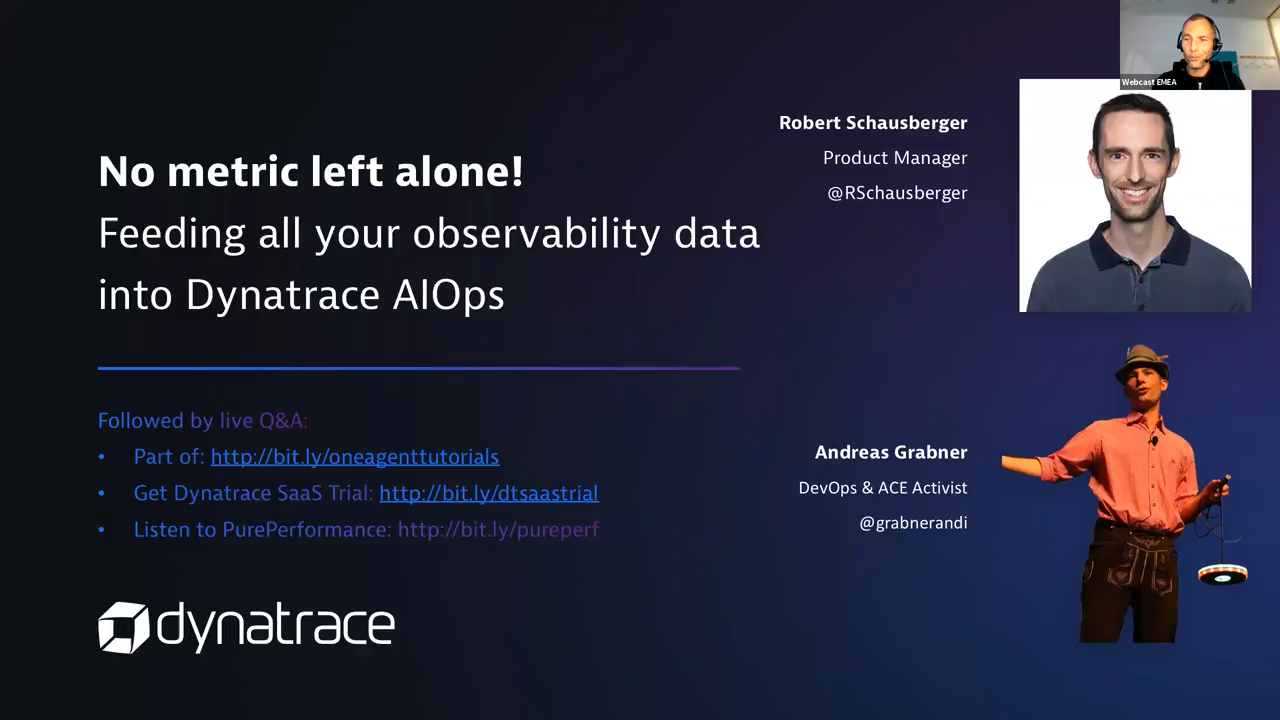 Webcast EMEA
Robert Schausberger
Product Manager
@RSchausberger
No metric left alone!
Feeding all your observability data
into Dynatrace AIOps
Followed by live Q&A:
• Part of: http://bit.ly/oneagenttutorials
• Get Dynatrace SaaS Trial: http://bit.ly/dtsaastrial
• Listen to PurePerformance: http://bit.ly/pureperf
Andreas Grabner
DevOps & ACE Activist
@grabnerandi
dynatrace